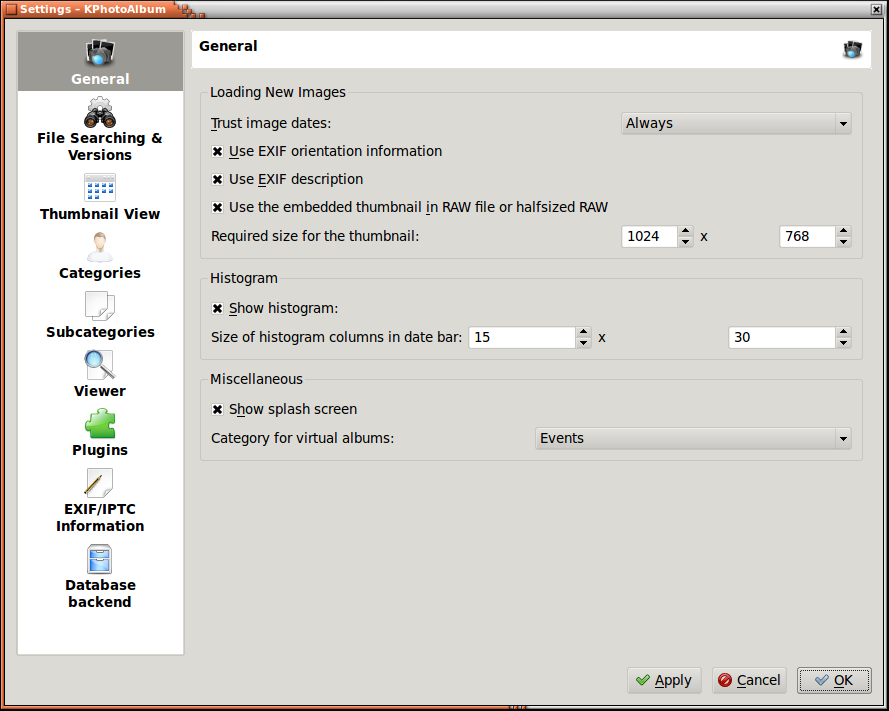 Settings – KPhotoAlbum
General
File Searching &
Versions
Thumbnail View
Categories
Subcategories
Viewer
Plugins
EXIF/IPTC
Information
Database
backend
General
Loading New Images
Trust image dates: Always
Use EXIF orientation information
Use EXIF description
Use the embedded thumbnail in RAW file or halfsized RAW
Required size for the thumbnail: 1024 x 768
Histogram
Show histogram:
Size of histogram columns in date bar: 15 x 30
Miscellaneous
Show splash screen
Category for virtual albums: Events
Apply Cancel OK